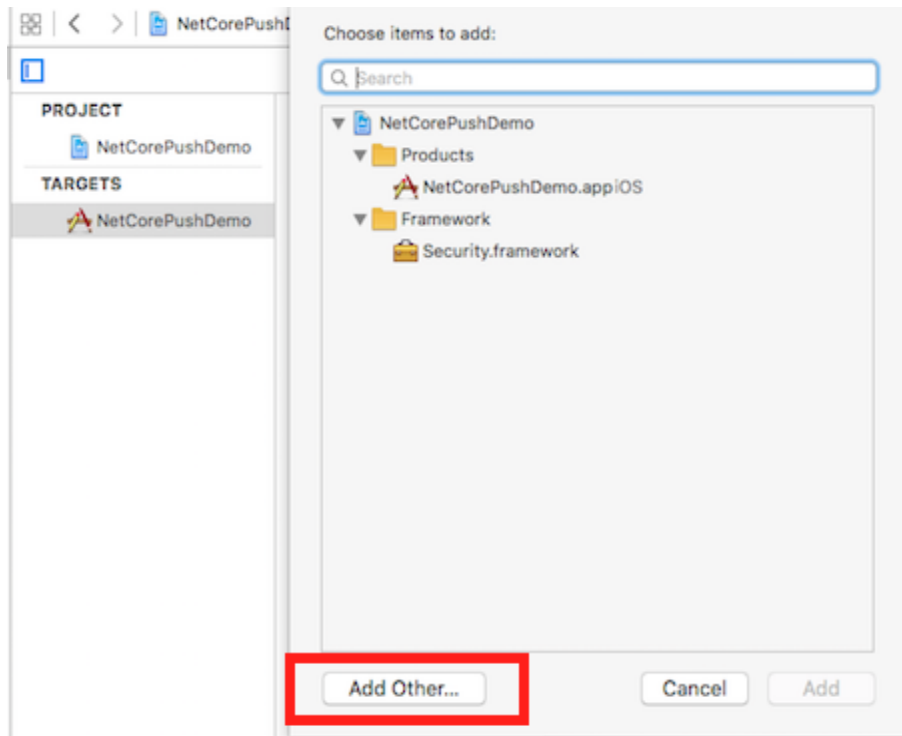 NetCorePushD
Choose items to add:
Search
PROJECT
NetCorePushDemo
TARGETS
NetCorePushDemo
NetCorePushDemo
Products
NetCorePushDemo.app iOS
Framework
Security.framework
Add Other...
Cancel
Add